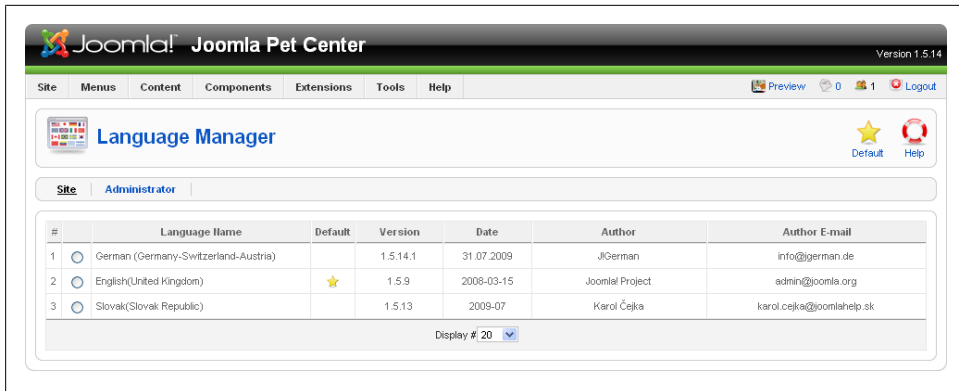 Joomla! Joomla Pet Center
Version 1.5.14
Site Menus Content Components Extensions Tools Help Preview 0 1 Logout
Language Manager
Default Help
Site Administrator
# Language Name Default Version Date Author Author E-mail
1 German (Germany-Switzerland-Austria) 1.5.14.1 31.07.2009 JGerman info@jgerman.de
2 English(United Kingdom) 1.5.9 2008-03-15 Joomla! Project admin@joomla.org
3 Slovak(Slovak Republic) 1.5.13 2009-07 Karol Čejka karol.cejka@joomlahelp.sk
Display # 20